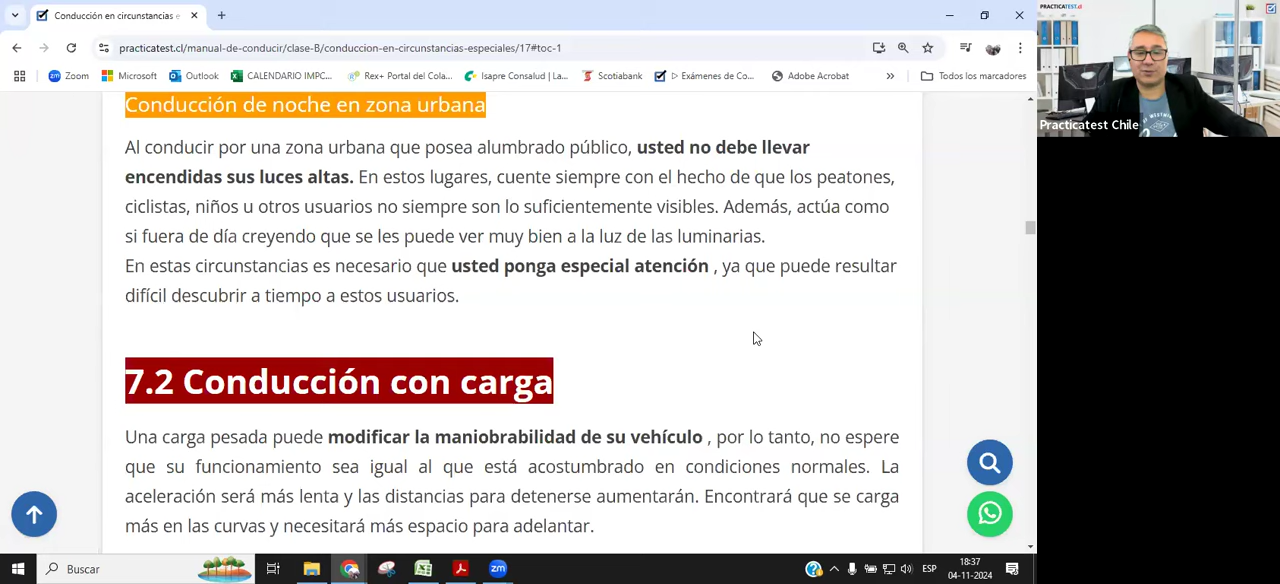 Conducción en circunstancias e
practicatest.cl/manual-de-conducir/clase-B/conduccion-en-circunstancias-especiales/17#toc-1
Zoom
Microsoft
Outlook
CALENDARIO IMPC...
Rex+ Portal del Cola...
Isapre Consalud | La...
Scotiabank
▷ Exámenes de Co...
Adobe Acrobat
»
Todos los marcadores
PRACTICATEST.cl
Practicatest Chile
Conducción de noche en zona urbana
Al conducir por una zona urbana que posea alumbrado público, usted no debe llevar
encendidas sus luces altas. En estos lugares, cuente siempre con el hecho de que los peatones,
ciclistas, niños u otros usuarios no siempre son lo suficientemente visibles. Además, actúa como
si fuera de día creyendo que se les puede ver muy bien a la luz de las luminarias.
En estas circunstancias es necesario que usted ponga especial atención , ya que puede resultar
difícil descubrir a tiempo a estos usuarios.
7.2 Conducción con carga
Una carga pesada puede modificar la maniobrabilidad de su vehículo , por lo tanto, no espere
que su funcionamiento sea igual al que está acostumbrado en condiciones normales. La
aceleración será más lenta y las distancias para detenerse aumentarán. Encontrará que se carga
más en las curvas y necesitará más espacio para adelantar.
Buscar
zm
ESP
18:37
04-11-2024